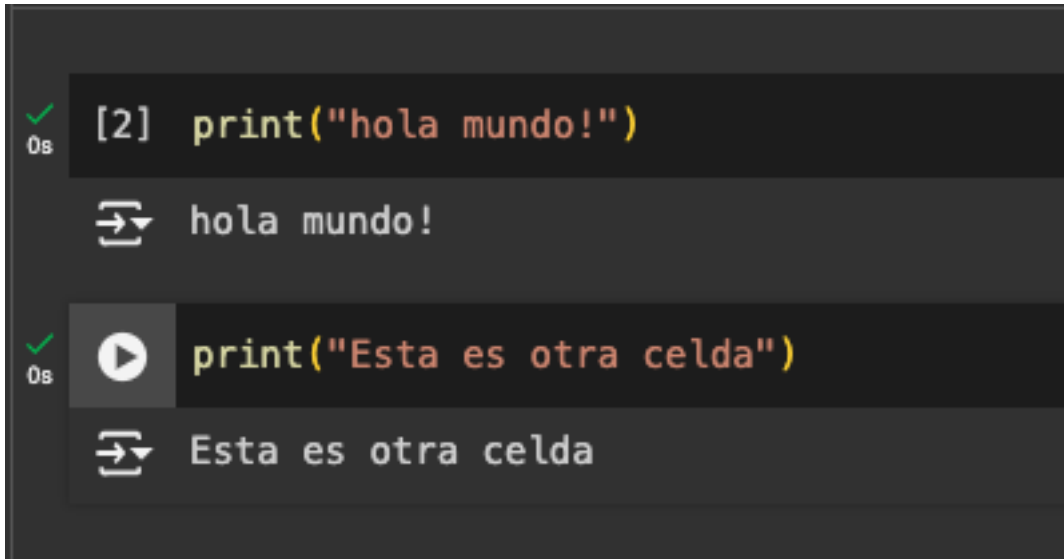 [2] print("hola mundo!")
0s
hola mundo!
print("Esta es otra celda")
0s
Esta es otra celda